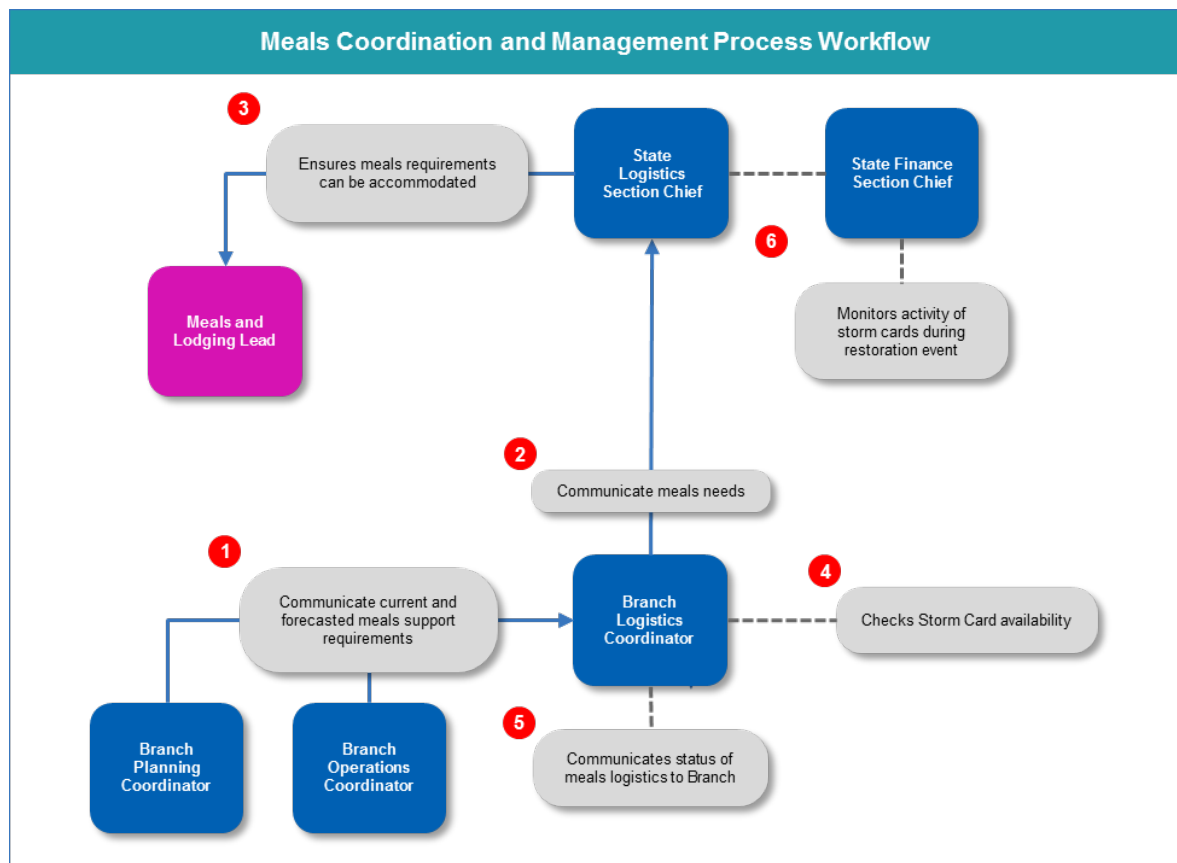 Meals Coordination and Management Process Workflow
3
Ensures meals requirements
can be accommodated
State
Logistics
Section Chief
State Finance
Section Chief
6
Meals and
Lodging Lead
Monitors activity of
storm cards during
restoration event
2
Communicate meals needs
1
Communicate current and
forecasted meals support
requirements
Branch
Logistics
Coordinator
4
Checks Storm Card availability
5
Communicates status of
meals logistics to Branch
Branch
Planning
Coordinator
Branch
Operations
Coordinator